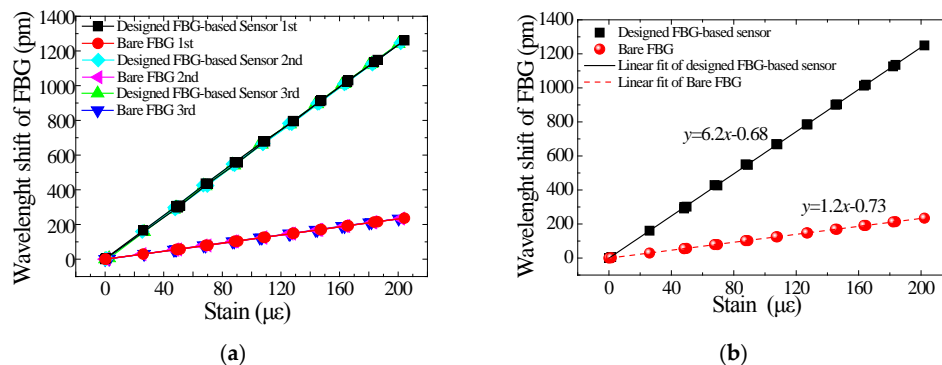 Wavelenght shift of FBG (pm)
1400
1200
1000
800
600
400
200
0
Designed FBG-based Sensor 1st
Bare FBG 1st
Designed FBG-based Sensor 2nd
Bare FBG 2nd
Designed FBG-based Sensor 3rd
Bare FBG 3rd
0 40 80 120 160 200
Stain (με)
(a)
Wavelenght shift of FBG (pm)
1400
1200
1000
800
600
400
200
0
Designed FBG-based sensor
Bare FBG
Linear fit of designed FBG-based sensor
Linear fit of Bare FBG
y=6.2x-0.68
y=1.2x-0.73
0 40 80 120 160 200
Stain (με)
(b)